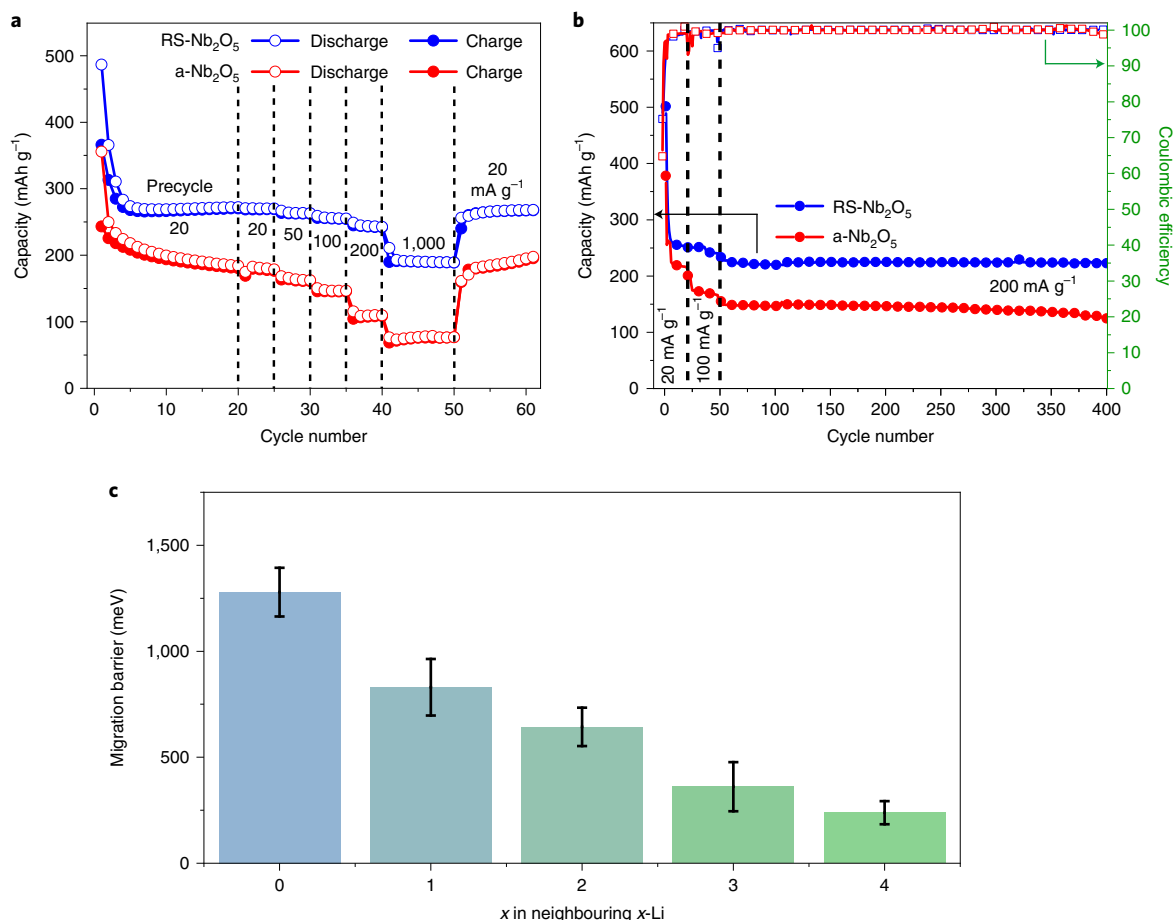 a
RS-Nb₂O₅ Discharge Charge
a-Nb₂O₅ Discharge Charge
500
400
300
200
100
0
Capacity (mAh g⁻¹)
Precycle
20
20
50
100
200
1,000
20
mA g⁻¹
0 10 20 30 40 50 60
Cycle number
b
600
500
400
300
200
150
100
50
0
Capacity (mAh g⁻¹)
RS-Nb₂O₅
a-Nb₂O₅
20 mA g⁻¹
100 mA g⁻¹
200 mA g⁻¹
100
90
80
70
60
50
40
30
20
10
0
Coulombic efficiency
0 50 100 150 200 250 300 350 400
Cycle number
c
1,500
1,000
500
0
Migration barrier (meV)
0 1 2 3 4
x in neighbouring x-Li